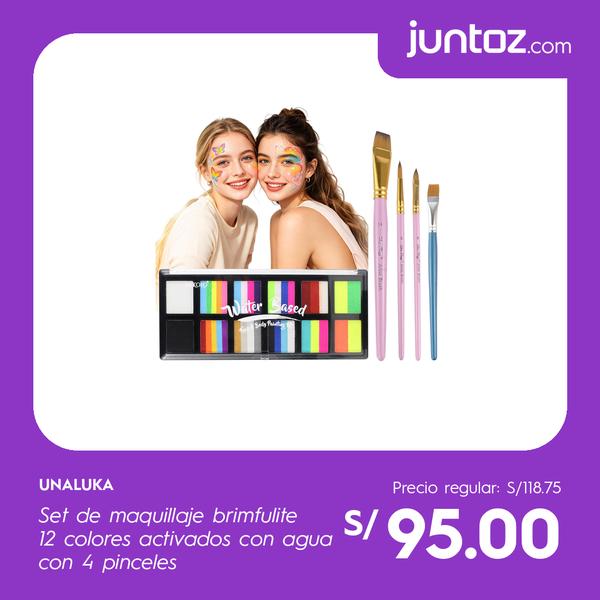 juntoz.com
Water Based
UNALUKA
Set de maquillaje brimfulite
12 colores activados con agua
con 4 pinceles
Precio regular: S/118.75
S/95.00